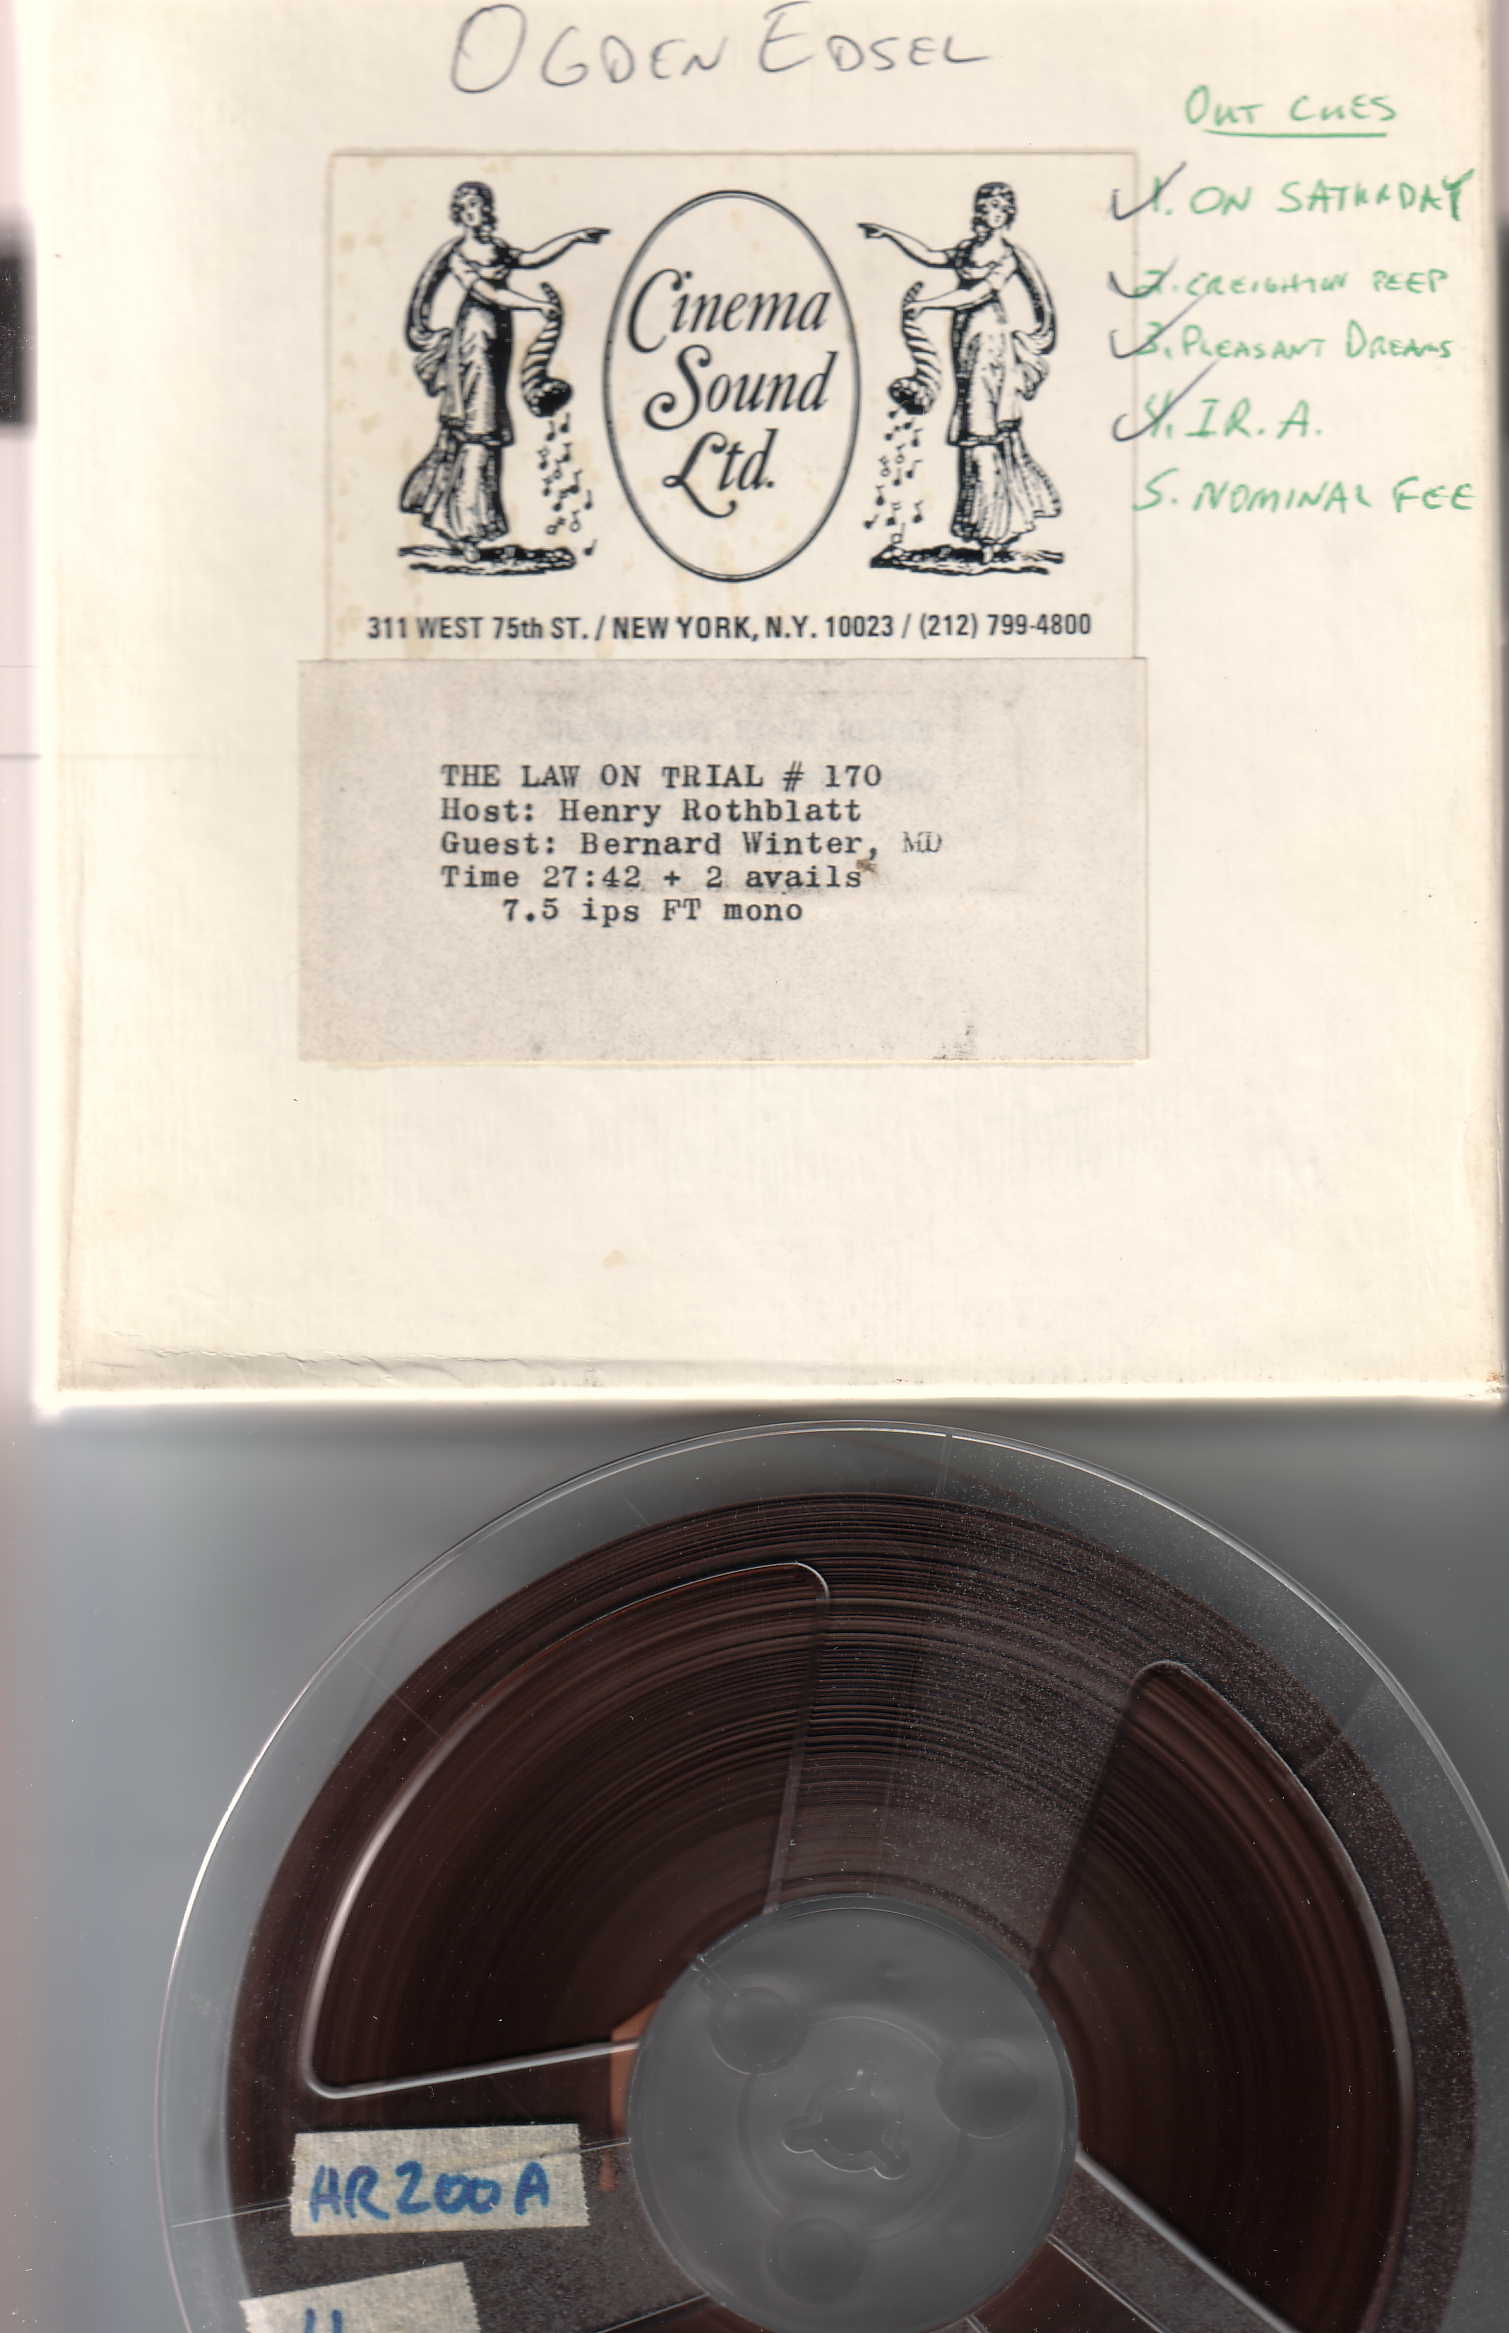 OGDEN EDSEL
OUT CUES
1. ON SATURDAY
2. CREIGHTON PEEP
3. PLEASANT DREAMS
4. I.R.A.
5. NOMINAL FEE
Cinema
Sound
Ltd.
311 WEST 75th ST. / NEW YORK, N.Y. 10023 / (212) 799-4800
THE LAW ON TRIAL # 170
Host: Henry Rothblatt
Guest: Bernard Winter, MD
Time 27:42 + 2 avails
7.5 ips FT mono
HR200A